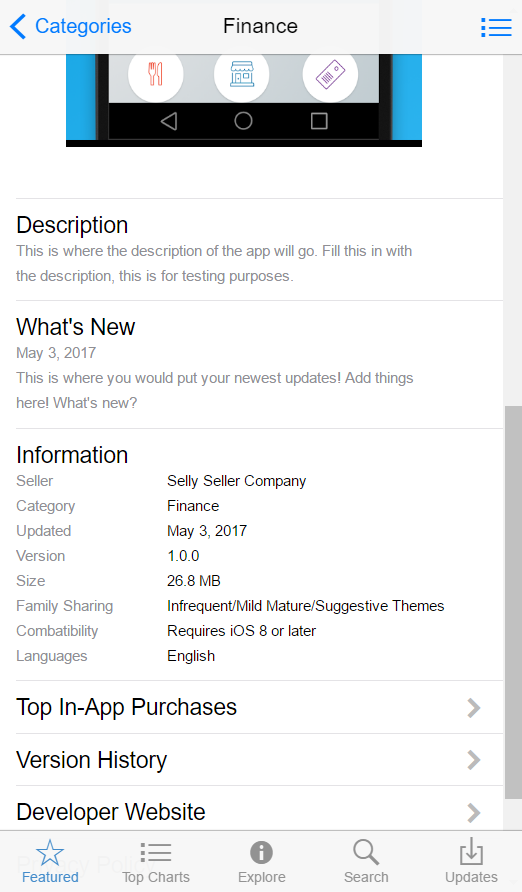 Categories
Finance
Description
This is where the description of the app will go. Fill this in with
the description, this is for testing purposes.
What's New
May 3, 2017
This is where you would put your newest updates! Add things
here! What's new?
Information
Seller Selly Seller Company
Category Finance
Updated May 3, 2017
Version 1.0.0
Size 26.8 MB
Family Sharing Infrequent/Mild Mature/Suggestive Themes
Combatibility Requires iOS 8 or later
Languages English
Top In-App Purchases
Version History
Developer Website
Featured Top Charts Explore Search Updates